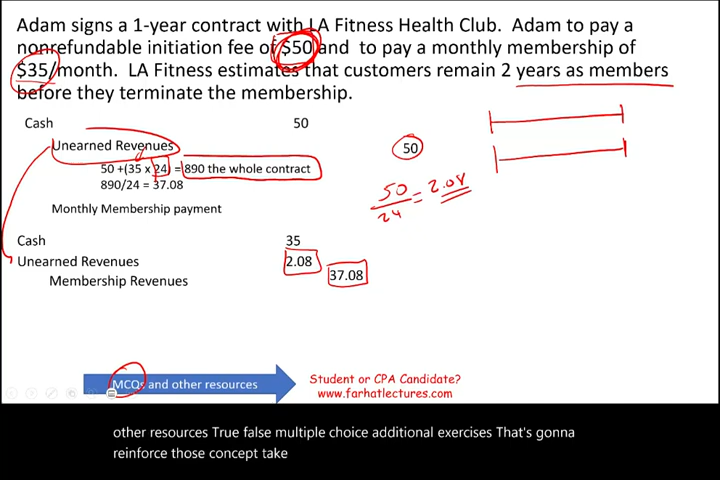 Adam signs a 1-year contract with LA Fitness Health Club. Adam to pay a
nonrefundable initiation fee of $50 and to pay a monthly membership of
$35/month. LA Fitness estimates that customers remain 2 years as members
before they terminate the membership.
Cash 50
Unearned Revenues
50
50 +(35 x 24) = 890 the whole contract
890/24 = 37.08
50/24 = 2.08
Monthly Membership payment
Cash 35
Unearned Revenues 2.08
Membership Revenues 37.08
MCQs and other resources
Student or CPA Candidate?
www.farhatlectures.com
other resources True false multiple choice additional exercises That's gonna
reinforce those concept take